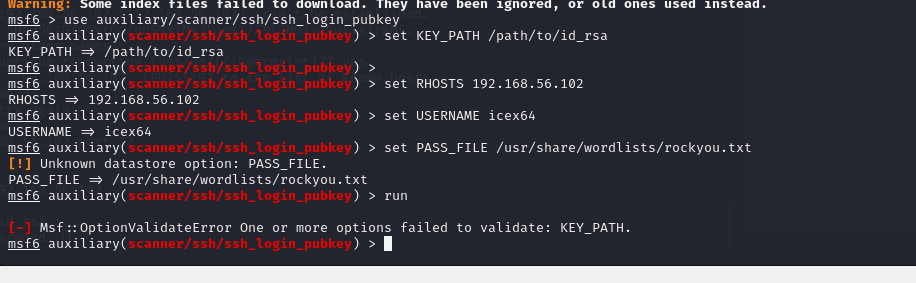 Warning: Some index files failed to download. They have been ignored, or old ones used instead.
msf6 > use auxiliary/scanner/ssh/ssh_login_pubkey
msf6 auxiliary(scanner/ssh/ssh_login_pubkey) > set KEY_PATH /path/to/id_rsa
KEY_PATH ⇒ /path/to/id_rsa
msf6 auxiliary(scanner/ssh/ssh_login_pubkey) >
msf6 auxiliary(scanner/ssh/ssh_login_pubkey) > set RHOSTS 192.168.56.102
RHOSTS ⇒ 192.168.56.102
msf6 auxiliary(scanner/ssh/ssh_login_pubkey) > set USERNAME icex64
USERNAME ⇒ icex64
msf6 auxiliary(scanner/ssh/ssh_login_pubkey) > set PASS_FILE /usr/share/wordlists/rockyou.txt
[!] Unknown datastore option: PASS_FILE.
PASS_FILE ⇒ /usr/share/wordlists/rockyou.txt
msf6 auxiliary(scanner/ssh/ssh_login_pubkey) > run
[-] Msf::OptionValidateError One or more options failed to validate: KEY_PATH.
msf6 auxiliary(scanner/ssh/ssh_login_pubkey) >